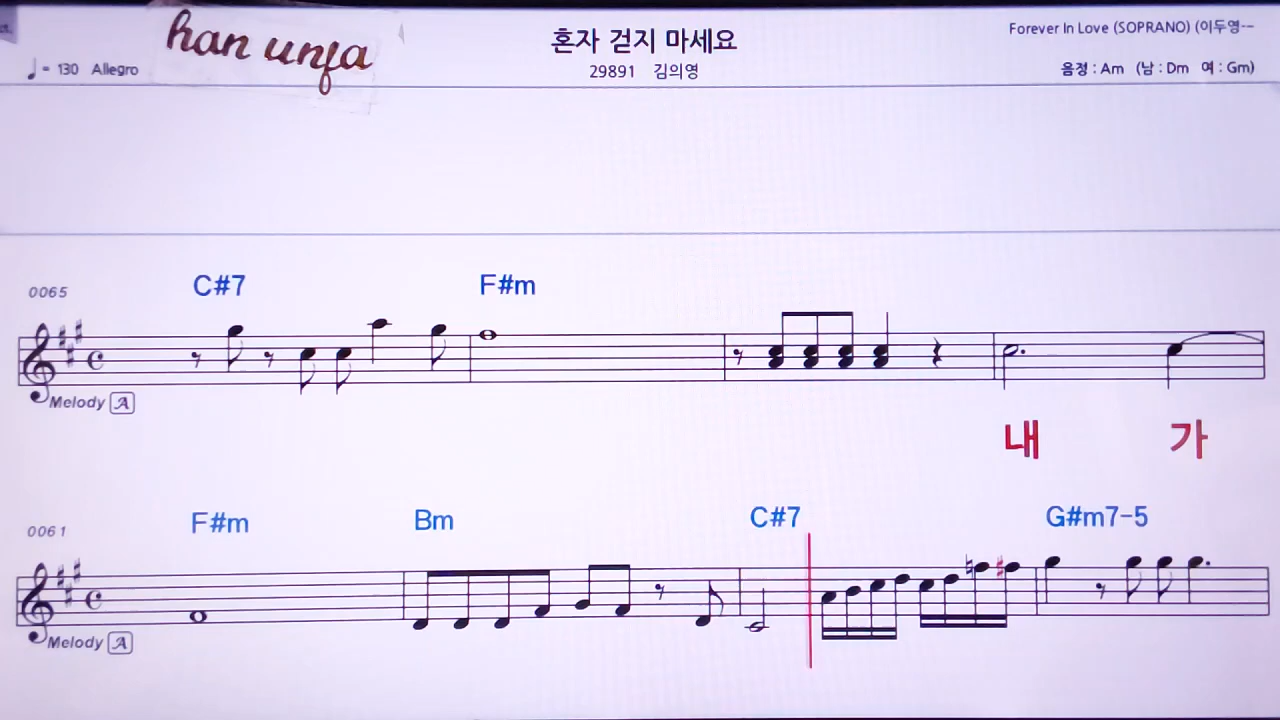 han unfa
혼자 걷지 마세요
Forever In Love (SOPRANO) (이두영--
♩= 130 Allegro
29891 김의영
음정 : Am (남 : Dm 여 : Gm)
0065
C#7 F#m
Melody A
내 가
0061
F#m Bm C#7 G#m7-5
Melody A